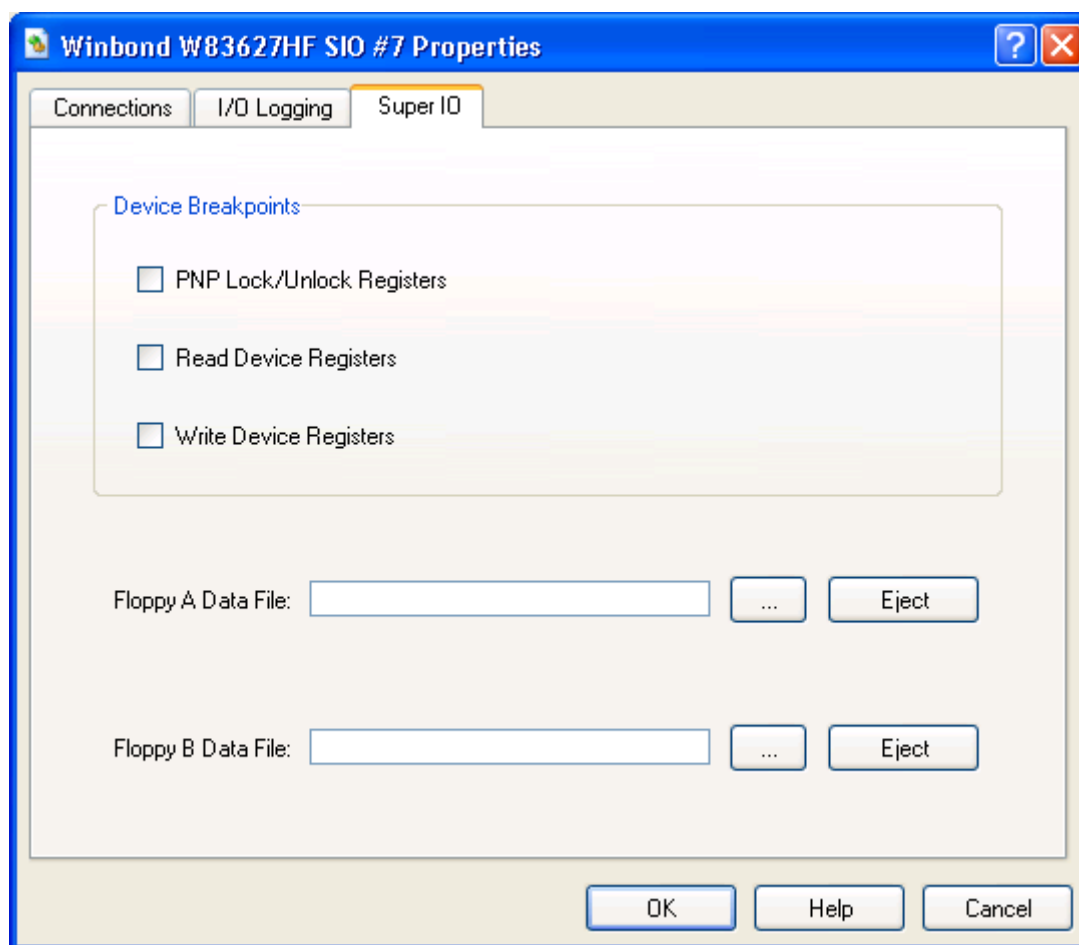 Winbond W83627HF SIO #7 Properties
Connections I/O Logging Super IO
Device Breakpoints
PNP Lock/Unlock Registers
Read Device Registers
Write Device Registers
Floppy A Data File: ... Eject
Floppy B Data File: ... Eject
OK Help Cancel